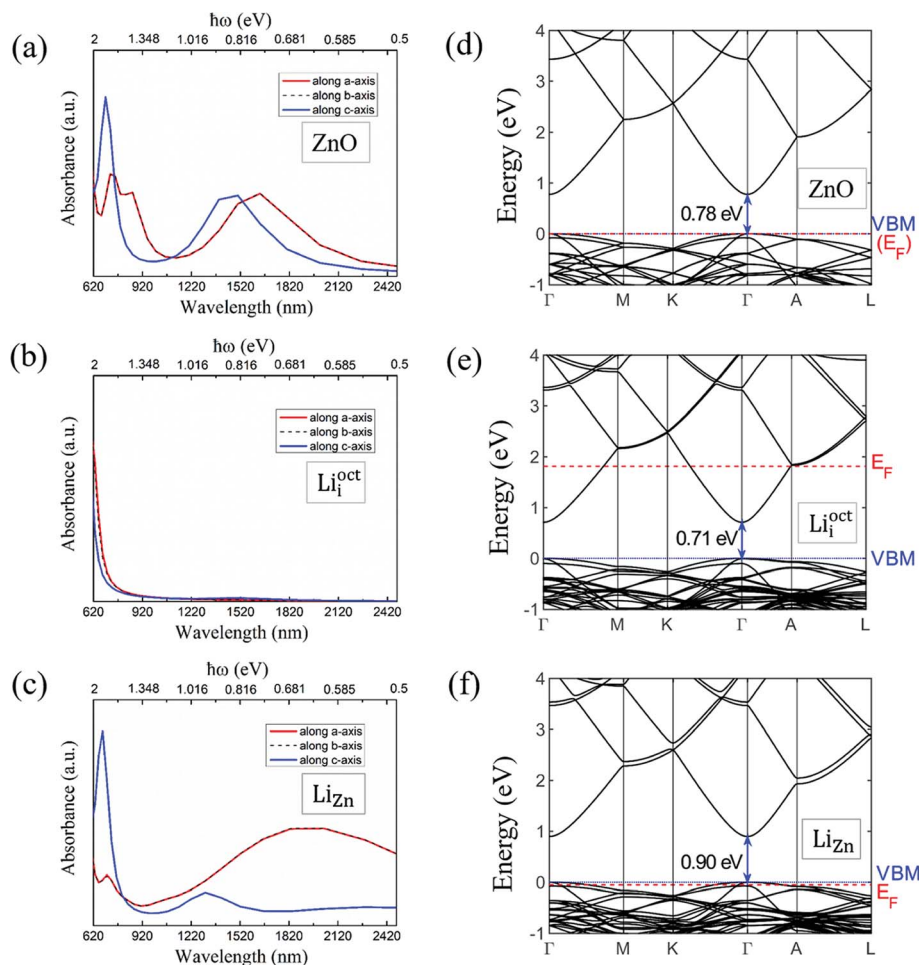 (a)
ħω (eV)
2 1.348 1.016 0.816 0.681 0.585 0.5
Absorbance (a.u.)
along a-axis
along b-axis
along c-axis
ZnO
620 920 1220 1520 1820 2120 2420
Wavelength (nm)
(d)
Energy (eV)
4
3
2
1
0
-1
0.78 eV
ZnO
VBM
(E_F)
Γ M K Γ A L
(b)
ħω (eV)
2 1.348 1.016 0.816 0.681 0.585 0.5
Absorbance (a.u.)
along a-axis
along b-axis
along c-axis
Li_i^oct
620 920 1220 1520 1820 2120 2420
Wavelength (nm)
(e)
Energy (eV)
4
3
2
1
0
-1
E_F
0.71 eV
Li_i^oct
VBM
Γ M K Γ A L
(c)
ħω (eV)
2 1.348 1.016 0.816 0.681 0.585 0.5
Absorbance (a.u.)
along a-axis
along b-axis
along c-axis
Li_Zn
620 920 1220 1520 1820 2120 2420
Wavelength (nm)
(f)
Energy (eV)
4
3
2
1
0
-1
0.90 eV
Li_Zn
VBM
E_F
Γ M K Γ A L